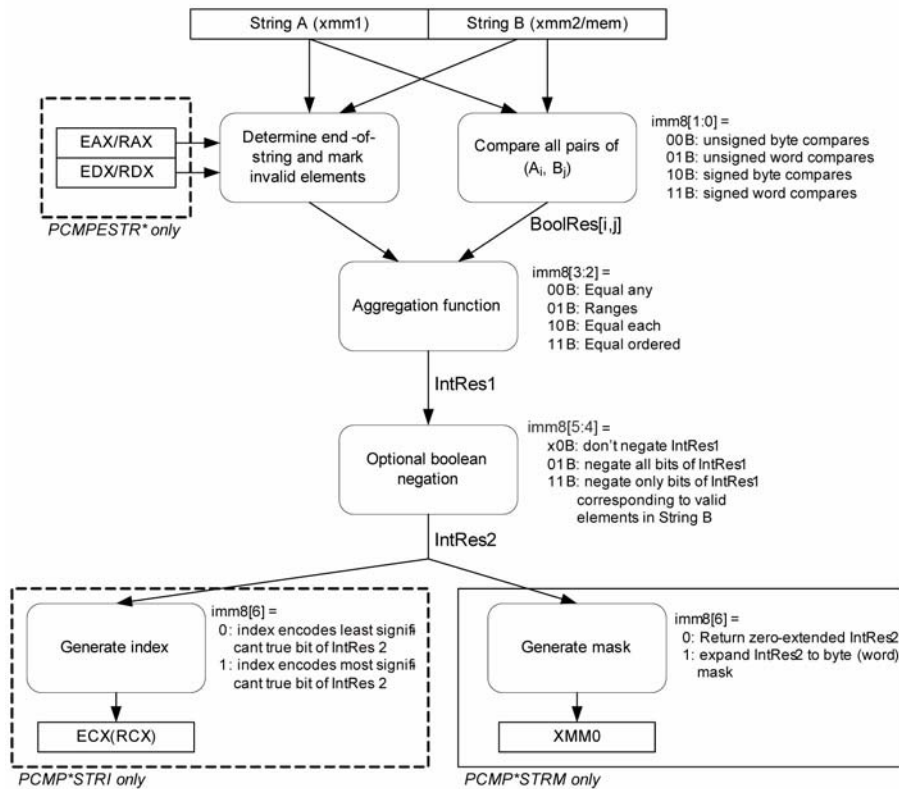 String A (xmm1)
String B (xmm2/mem)
EAX/RAX
EDX/RDX
PCMPESTR* only
Determine end -of-
string and mark
invalid elements
Compare all pairs of
(Ai, Bj)
imm8[1:0] =
00B: unsigned byte compares
01B: unsigned word compares
10B: signed byte compares
11B: signed word compares
BoolRes[i,j]
Aggregation function
imm8[3:2] =
00B: Equal any
01B: Ranges
10B: Equal each
11B: Equal ordered
IntRes1
Optional boolean
negation
imm8[5:4] =
x0B: don't negate IntRes1
01B: negate all bits of IntRes1
11B: negate only bits of IntRes1
corresponding to valid
elements in String B
IntRes2
Generate index
imm8[6] =
0: index encodes least signifi
cant true bit of IntRes 2
1: index encodes most signifi
cant true bit of IntRes 2
ECX(RCX)
PCMP*STRI only
Generate mask
imm8[6] =
0: Return zero-extended IntRes2
1: expand IntRes2 to byte (word)
mask
XMM0
PCMP*STRM only